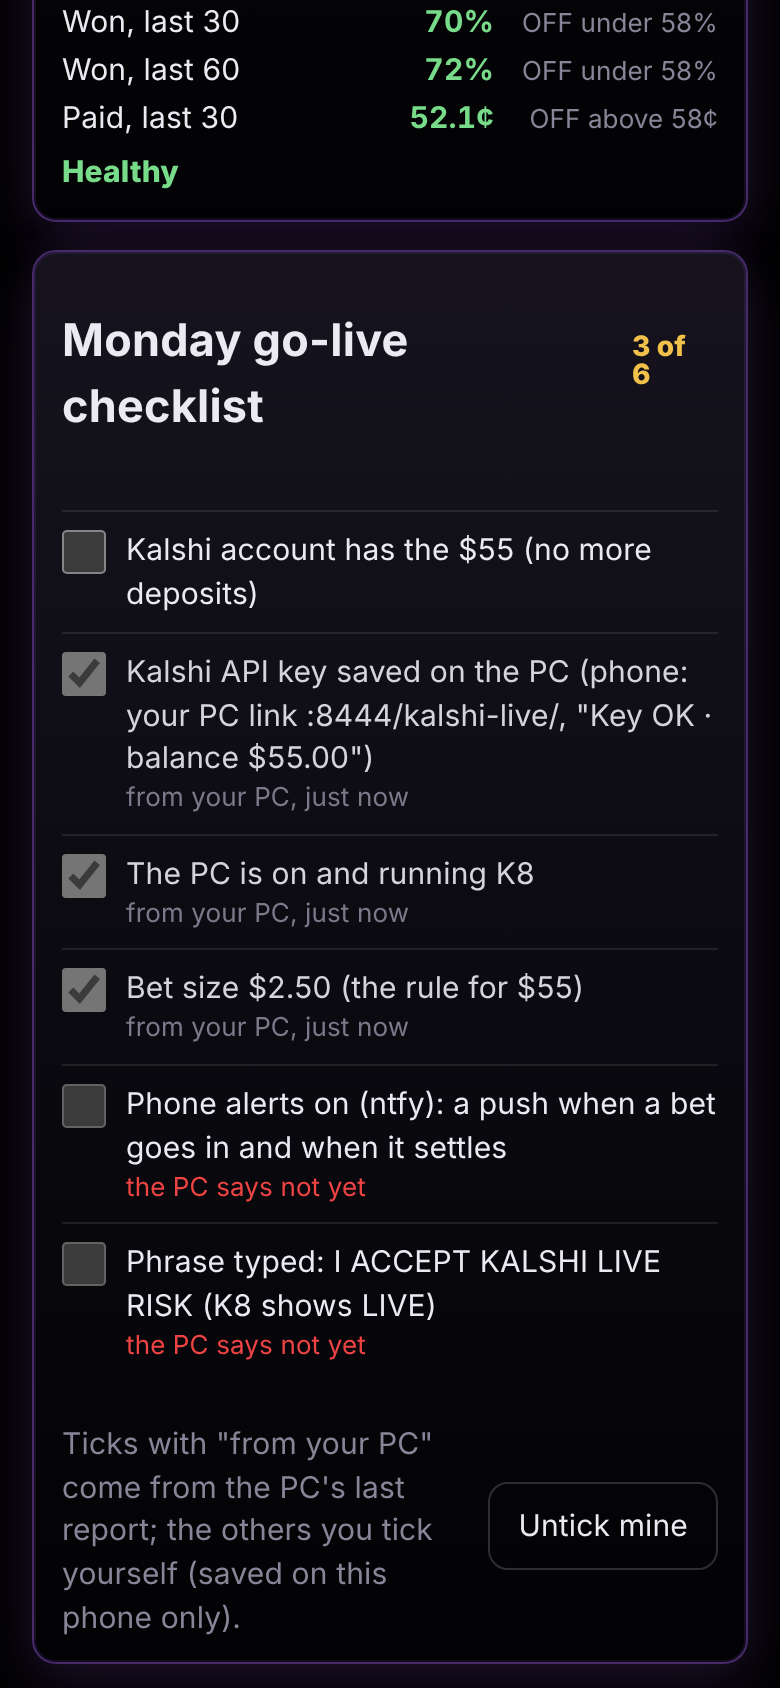 Won, last 30 70% OFF under 58%
Won, last 60 72% OFF under 58%
Paid, last 30 52.1¢ OFF above 58¢
Healthy
Monday go-live
checklist
3 of
6
Kalshi account has the $55 (no more
deposits)
Kalshi API key saved on the PC (phone:
your PC link :8444/kalshi-live/, "Key OK ·
balance $55.00")
from your PC, just now
The PC is on and running K8
from your PC, just now
Bet size $2.50 (the rule for $55)
from your PC, just now
Phone alerts on (ntfy): a push when a bet
goes in and when it settles
the PC says not yet
Phrase typed: I ACCEPT KALSHI LIVE
RISK (K8 shows LIVE)
the PC says not yet
Ticks with "from your PC"
come from the PC's last
report; the others you tick
yourself (saved on this
phone only).
Untick mine